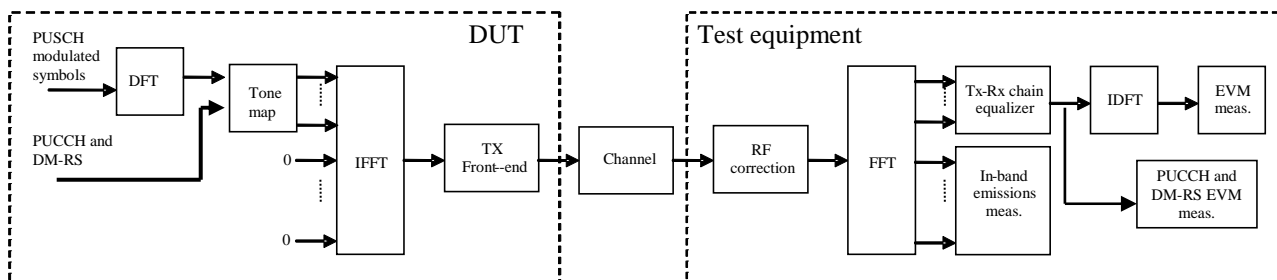 DUT
Test equipment
PUSCH
modulated
symbols
DFT
Tone
map
PUCCH and
DM-RS
0
0
IFFT
TX
Front--end
Channel
RF
correction
FFT
Tx-Rx chain
equalizer
IDFT
EVM
meas.
In-band
emissions
meas.
PUCCH and
DM-RS EVM
meas.